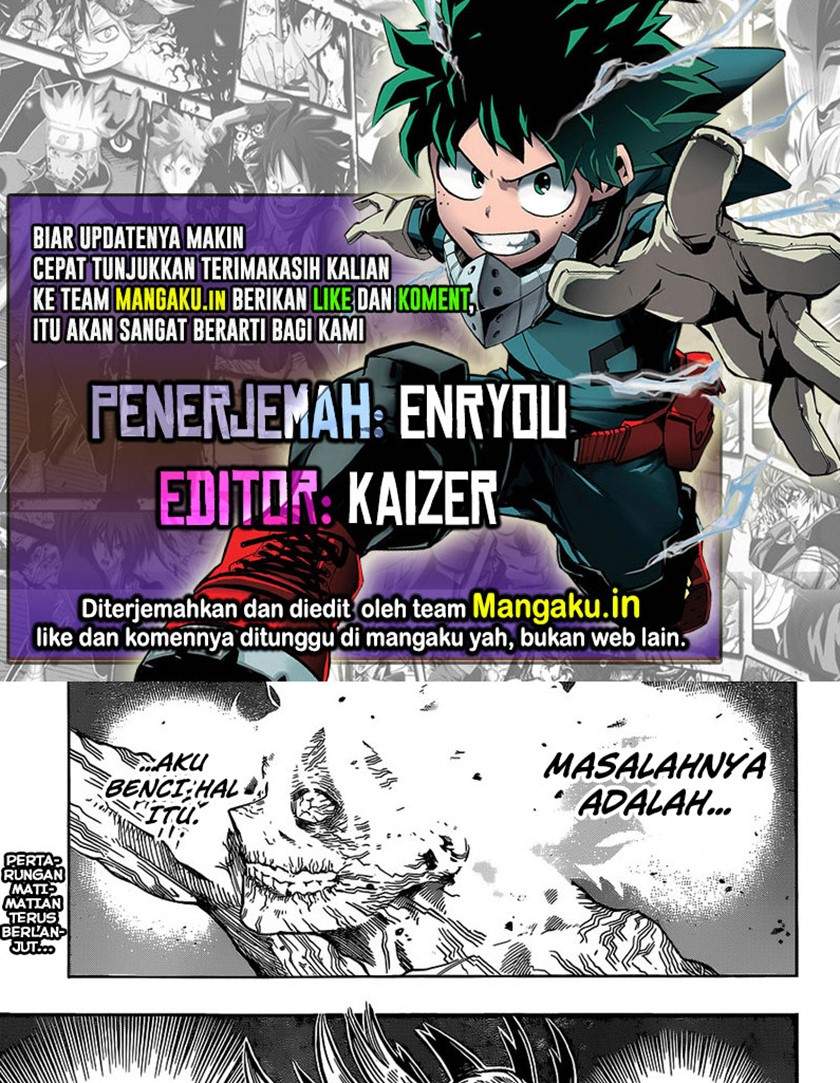 BIAR UPDATENYA MAKIN
CEPAT TUNJUKKAN TERIMAKASIH KALIAN
KE TEAM MANGAKU.in BERIKAN LIKE DAN KOMENT,
ITU AKAN SANGAT BERARTI BAGI KAMI
PENERJEMAH: ENRYOU
EDITOR: KAIZER
Diterjemahkan dan diedit oleh team Mangaku.in
like dan komennya ditunggu di mangaku yah, bukan web lain.
MASALAHNYA
ADALAH...
...AKU
BENCI HAL
ITU.
PERTA-
RUNGAN
MATI-
MATIAN
TERUS
BERLAN-
JUT...